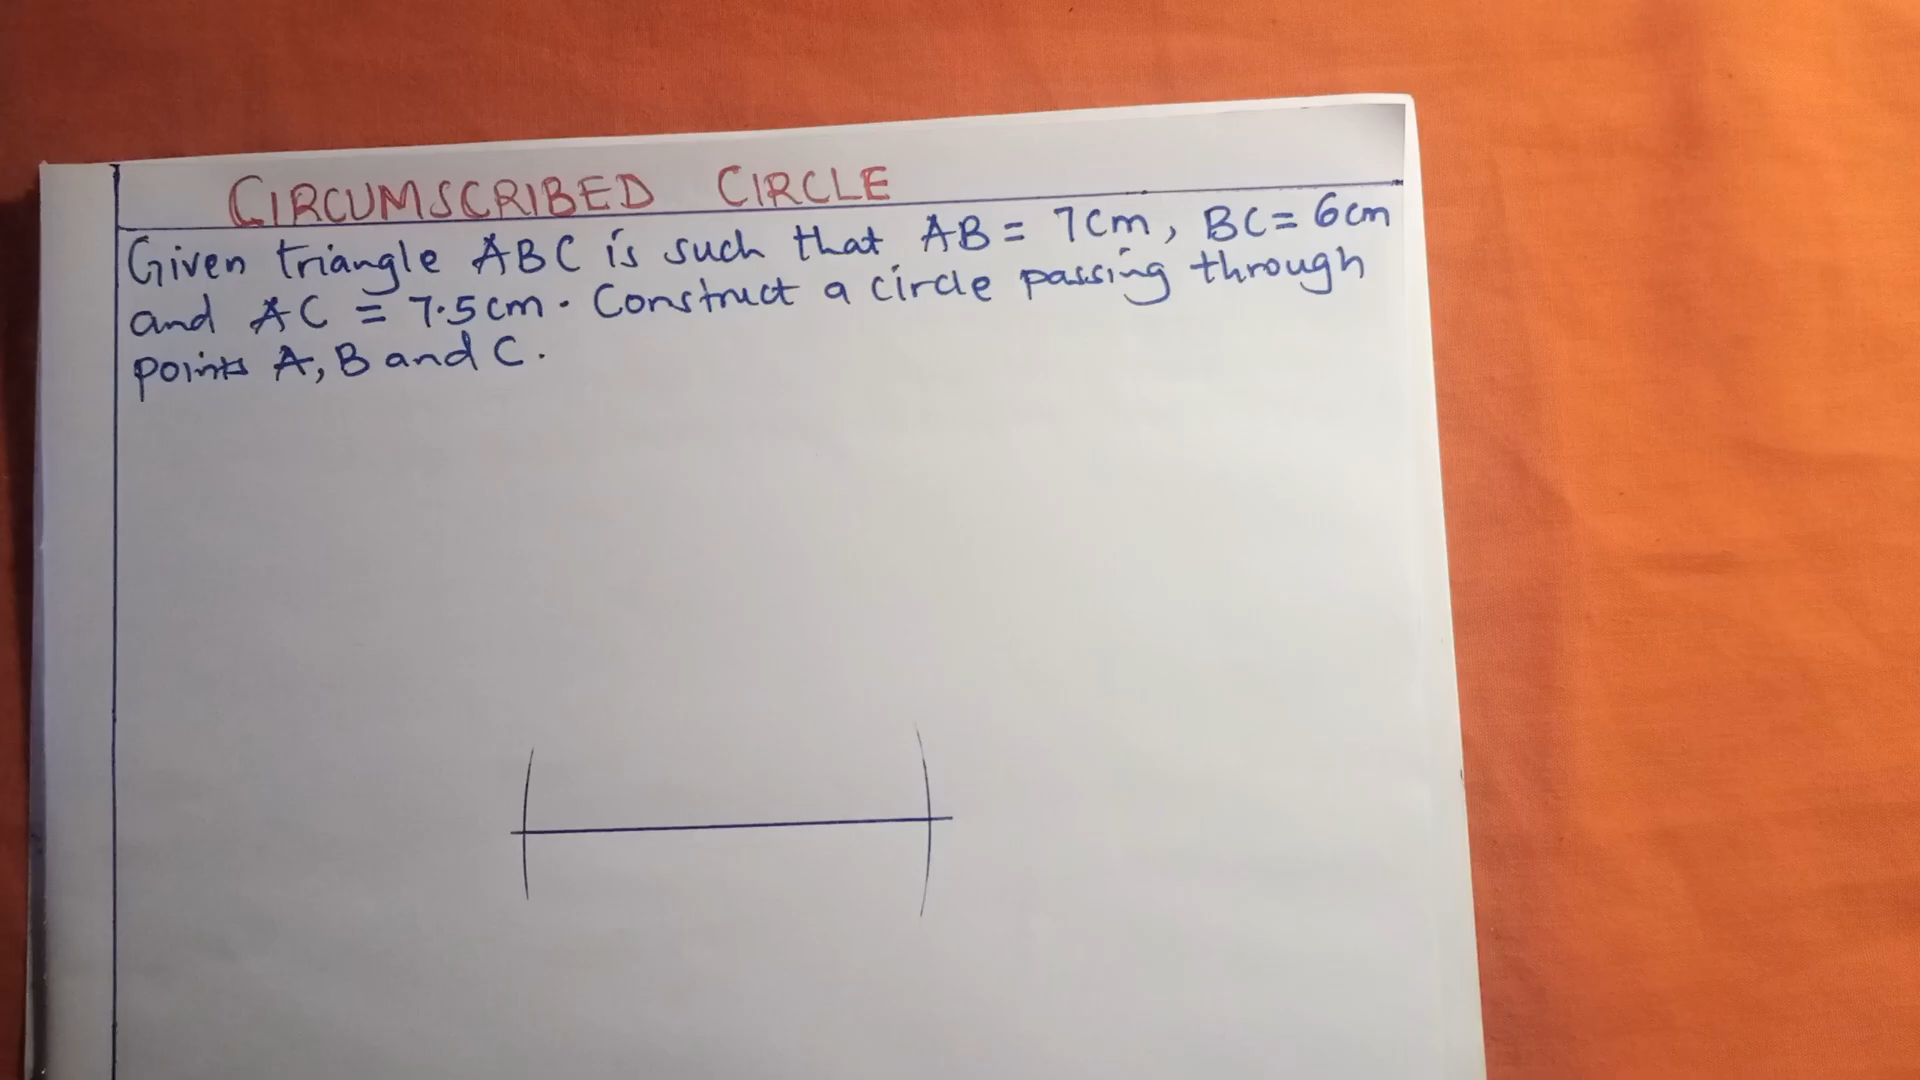 CIRCUMSCRIBED CIRCLE
Given triangle ABC is such that AB = 7cm, BC = 6cm
and AC = 7.5cm. Construct a circle passing through
points A, B and C.